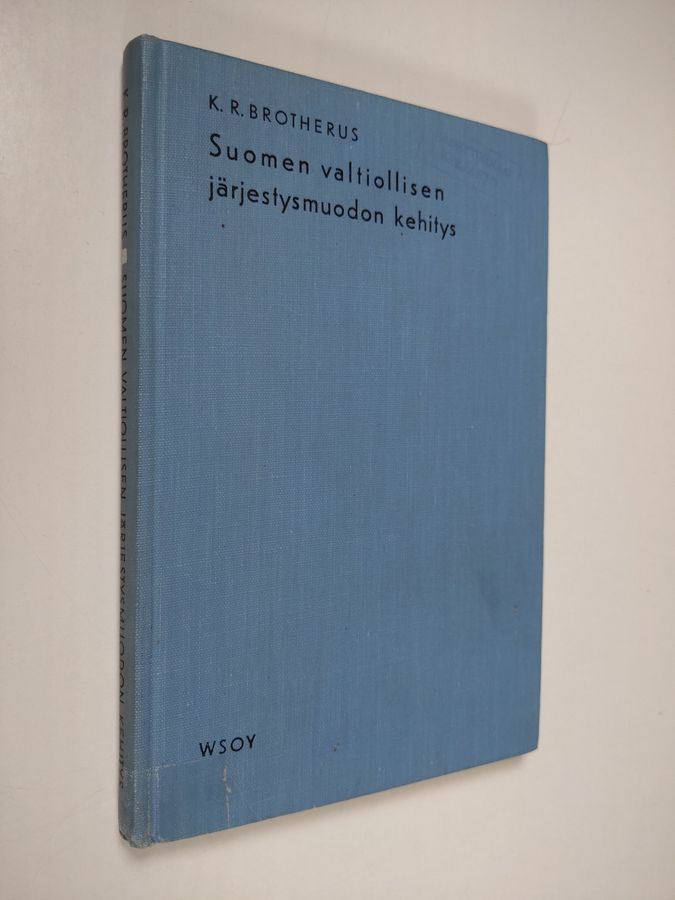 K. R. BROTHERUS
Suomen valtiollisen
järjestysmuodon kehitys
WSOY
K. R. BROTHERUS SUOMEN VALTIOLLISEN JÄRJESTYSMUODON KEHITYS